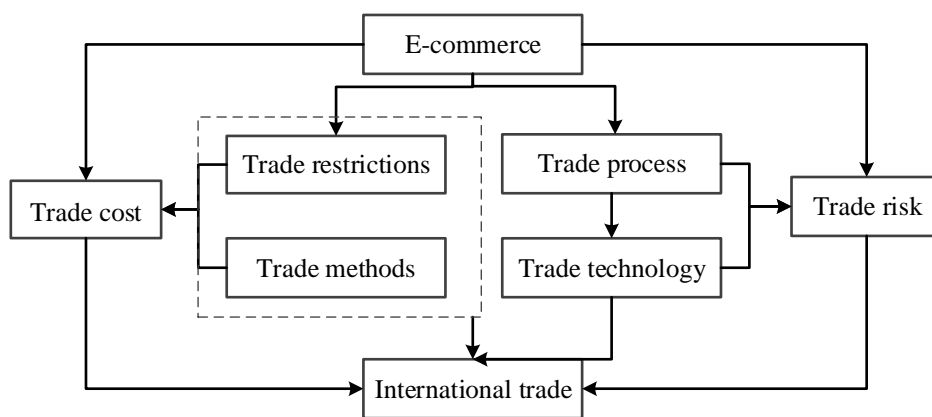 E-commerce
Trade restrictions
Trade process
Trade cost
Trade risk
Trade methods
Trade technology
International trade